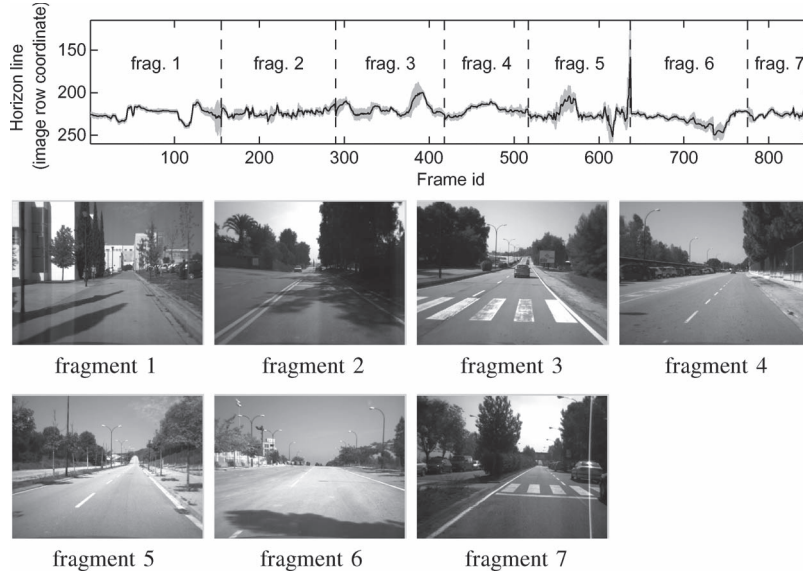 Horizon line
(image row coordinate)
150
200
250
frag. 1
frag. 2
frag. 3
frag. 4
frag. 5
frag. 6
frag. 7
100
200
300
400
500
600
700
800
Frame id
fragment 1
fragment 2
fragment 3
fragment 4
fragment 5
fragment 6
fragment 7